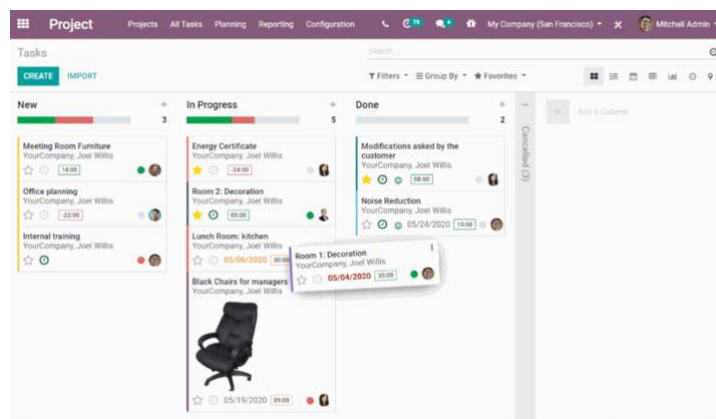 Project
Projects All Tasks Planning Reporting Configuration
My Company (San Francisco)
Mitchell Admin
Tasks
Search...
CREATE IMPORT
Filters Group By Favorites
New
3
Meeting Room Furniture
YourCompany, Joel Willis
14:00
Office planning
YourCompany, Joel Willis
-22:00
Internal training
YourCompany, Joel Willis
In Progress
5
Energy Certificate
YourCompany, Joel Willis
-24:00
Room 2: Decoration
YourCompany, Joel Willis
05:00
Lunch Room: kitchen
YourCompany, Joel Willis
05/06/2020 00:00
Black Chairs for managers
YourCompany, Joel Willis
05/19/2020 09:00
Room 1: Decoration
YourCompany, Joel Willis
05/04/2020 35:00
Done
2
Modifications asked by the
customer
YourCompany, Joel Willis
08:00
Noise Reduction
YourCompany, Joel Willis
05/24/2020 10:00
Cancelled (3)
Add a Column